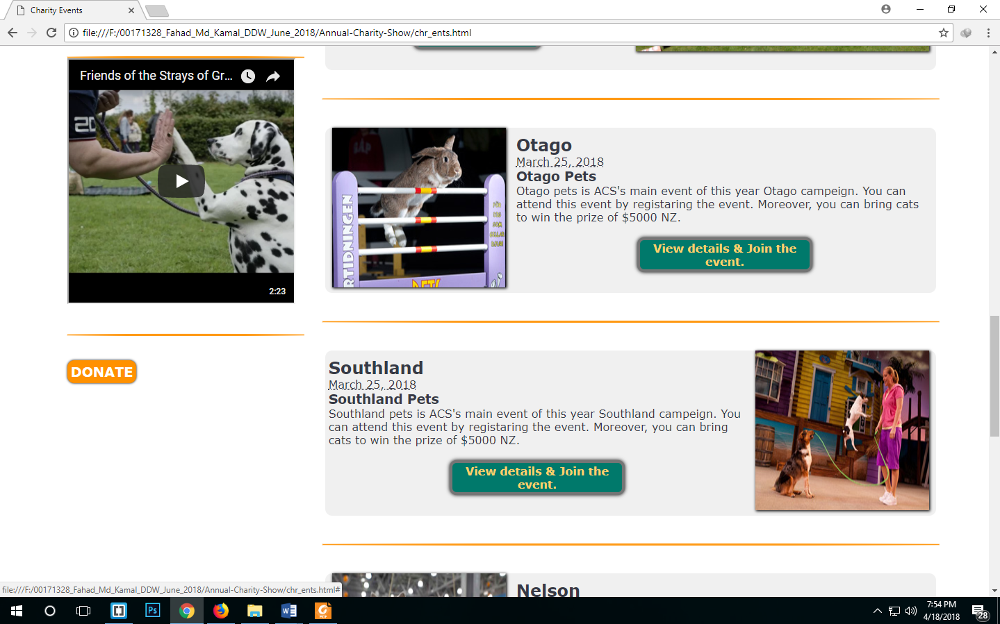 Charity Events
file:///F:/00171328_Fahad_Md_Kamal_DDW_June_2018/Annual-Charity-Show/chr_ents.html
Friends of the Strays of Gr...
2:23
DONATE
Otago
March 25, 2018
Otago Pets
Otago pets is ACS's main event of this year Otago campeign. You can
attend this event by registaring the event. Moreover, you can bring cats
to win the prize of $5000 NZ.
View details & Join the
event.
RTIDNINGEN
Southland
March 25, 2018
Southland Pets
Southland pets is ACS's main event of this year Southland campeign. You
can attend this event by registaring the event. Moreover, you can bring
cats to win the prize of $5000 NZ.
View details & Join the
event.
Nelson
file:///F:/00171328_Fahad_Md_Kamal_DDW_June_2018/Annual-Charity-Show/chr_ents.html#
Ps
W
PDF
7:54 PM
4/18/2018
28